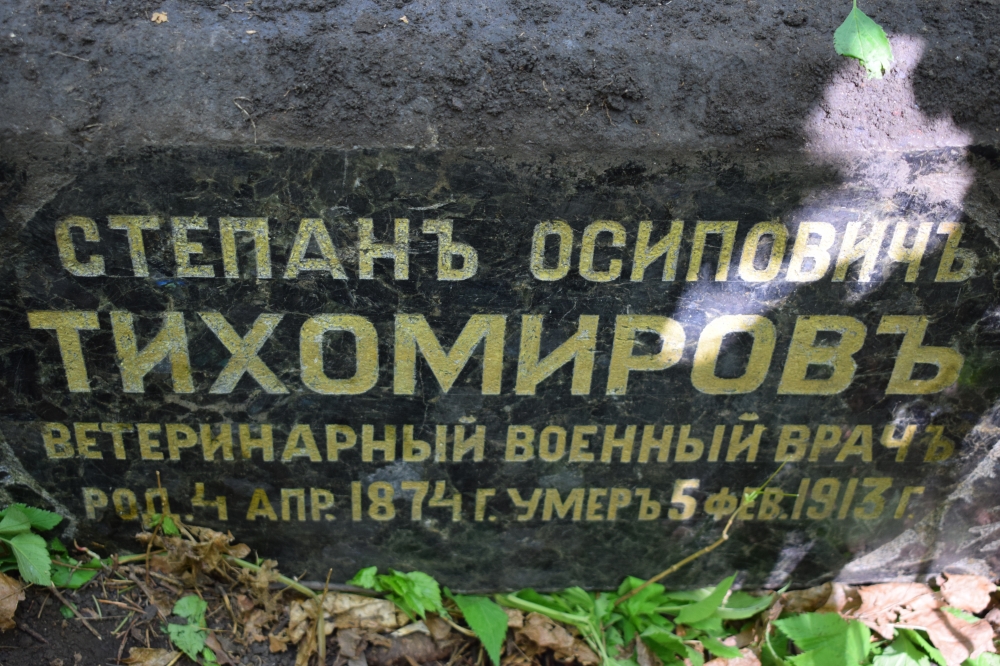 СТЕПАНЪ ОСИПОВИЧЪ
ТИХОМИРОВЪ
ВЕТЕРИНАРНЫЙ ВОЕННЫЙ ВРАЧЪ
РОД. 4 АПР. 1874 Г. УМЕРЪ 5 ФЕВ. 1913 Г.